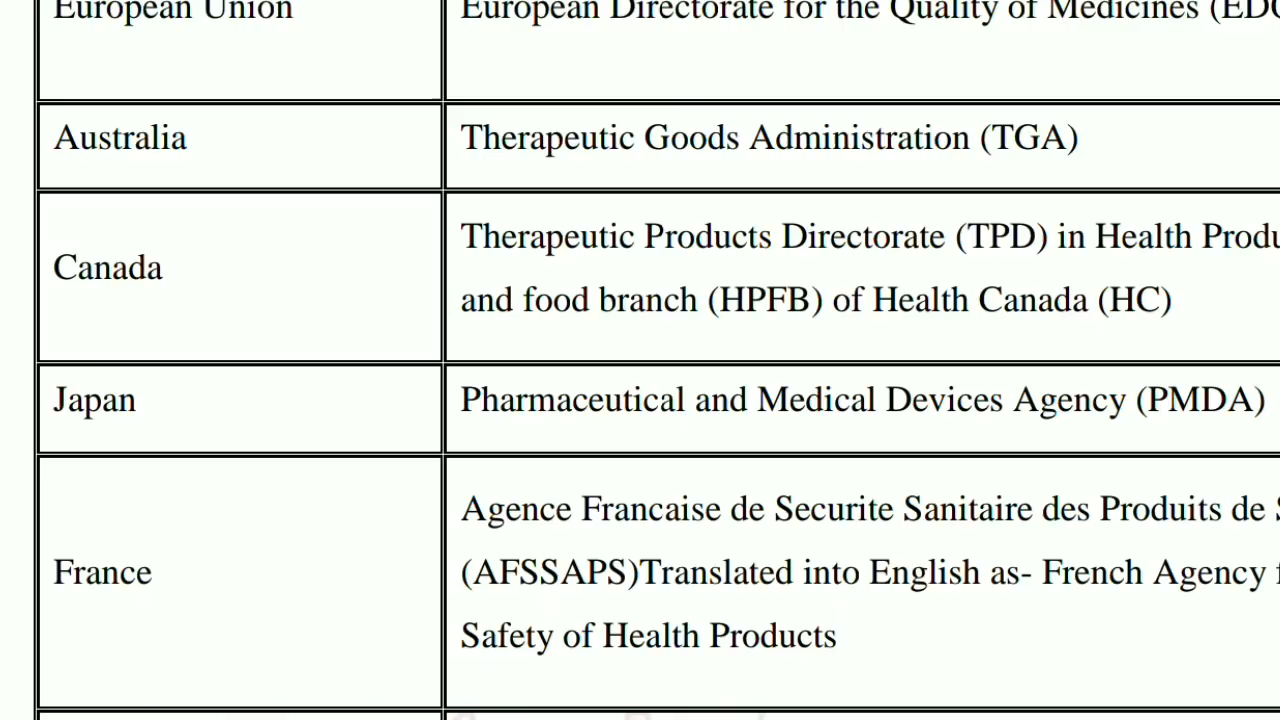 European Union
European Directorate for the Quality of Medicines
Australia
Therapeutic Goods Administration (TGA)
Canada
Therapeutic Products Directorate (TPD) in Health
and food branch (HPFB) of Health Canada (HC)
Japan
Pharmaceutical and Medical Devices Agency (PMDA)
France
Agence Francaise de Securite Sanitaire des Produits de
(AFSSAPS)Translated into English as- French Agency
Safety of Health Products